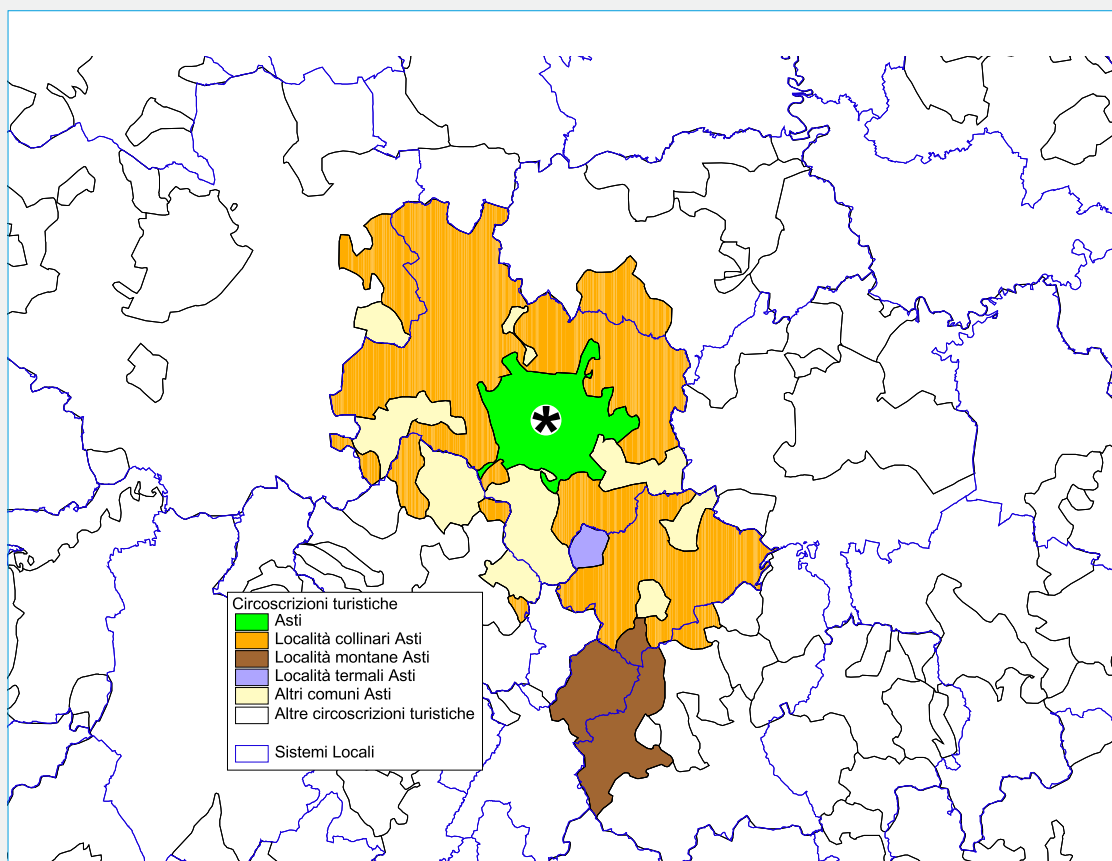 Circoscrizioni turistiche
Asti
Località collinari Asti
Località montane Asti
Località termali Asti
Altri comuni Asti
Altre circoscrizioni turistiche
Sistemi Locali